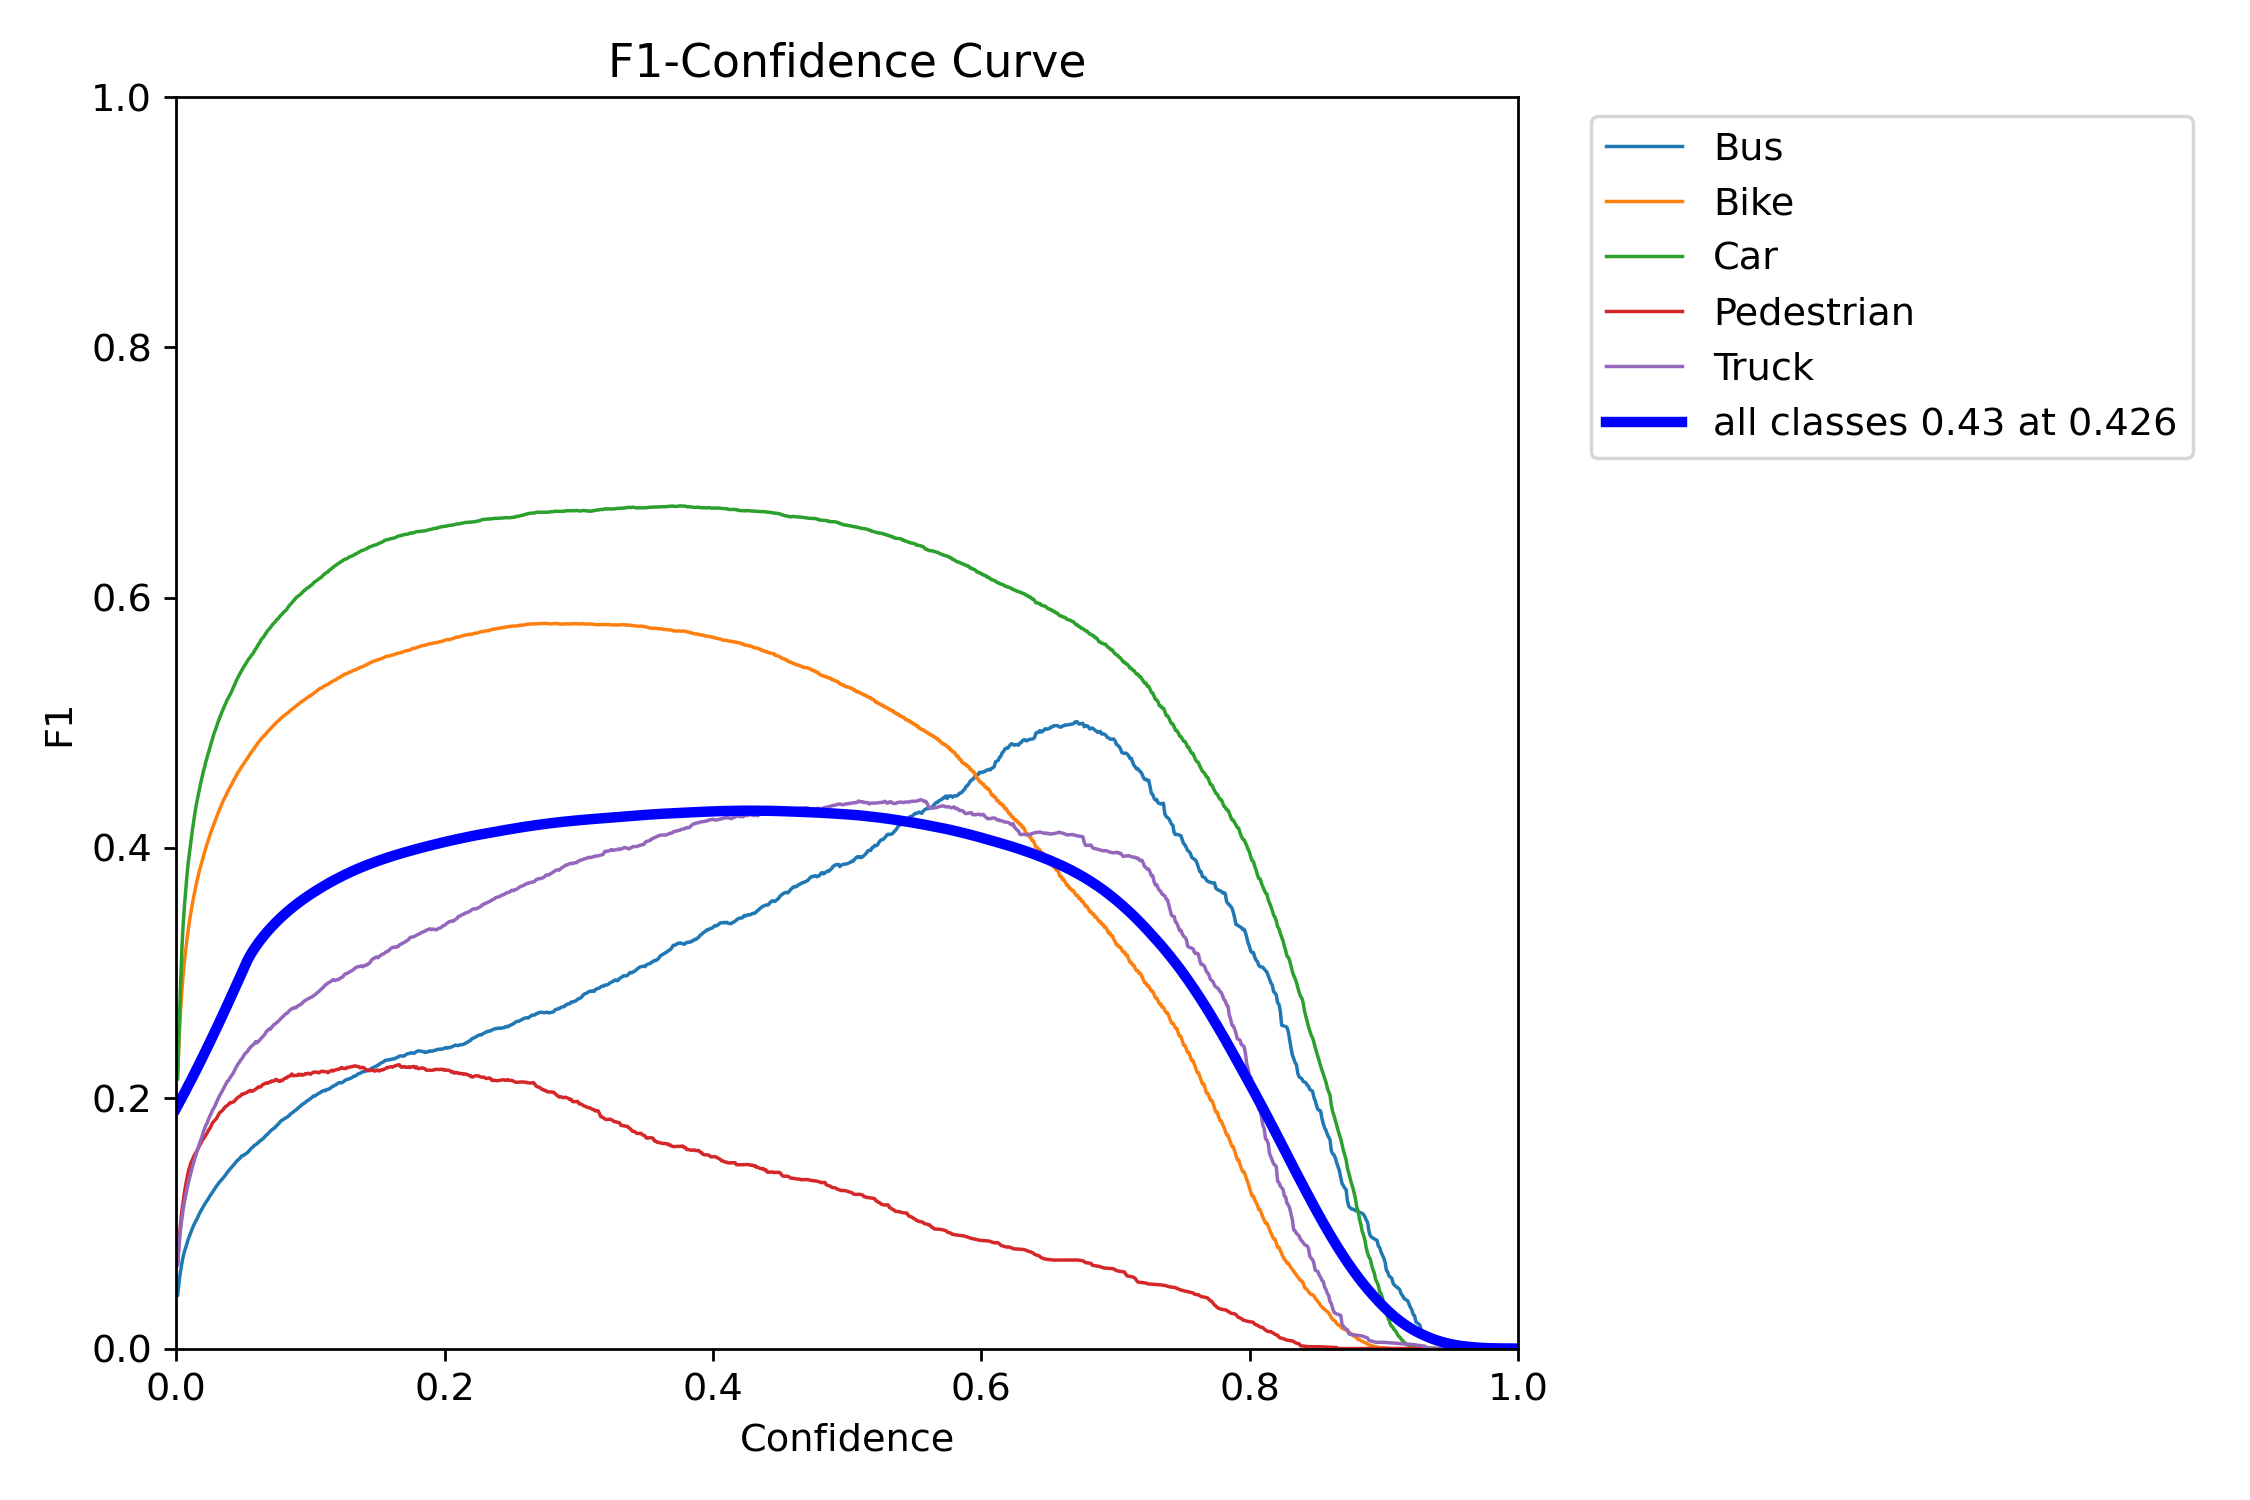 F1-Confidence Curve
1.0
0.8
0.6
0.4
0.2
0.0
F1
0.0 0.2 0.4 0.6 0.8 1.0
Confidence
Bus
Bike
Car
Pedestrian
Truck
all classes 0.43 at 0.426